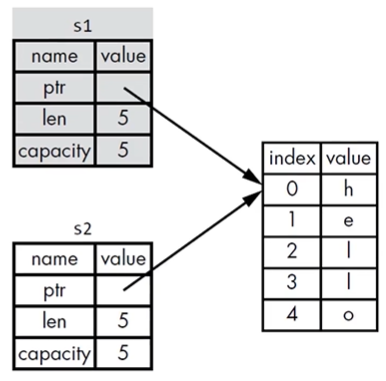 s1
name value
ptr
len 5
capacity 5
s2
name value
ptr
len 5
capacity 5
index value
0 h
1 e
2 l
3 l
4 o